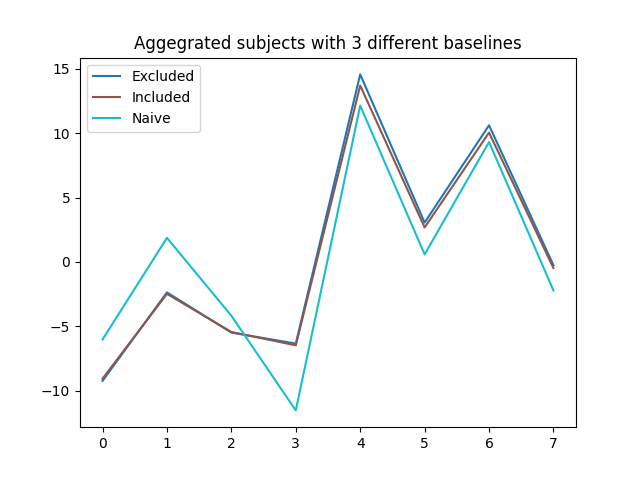 Aggegrated subjects with 3 different baselines
Excluded
Included
Naive
15
10
5
0
−5
−10
0 1 2 3 4 5 6 7